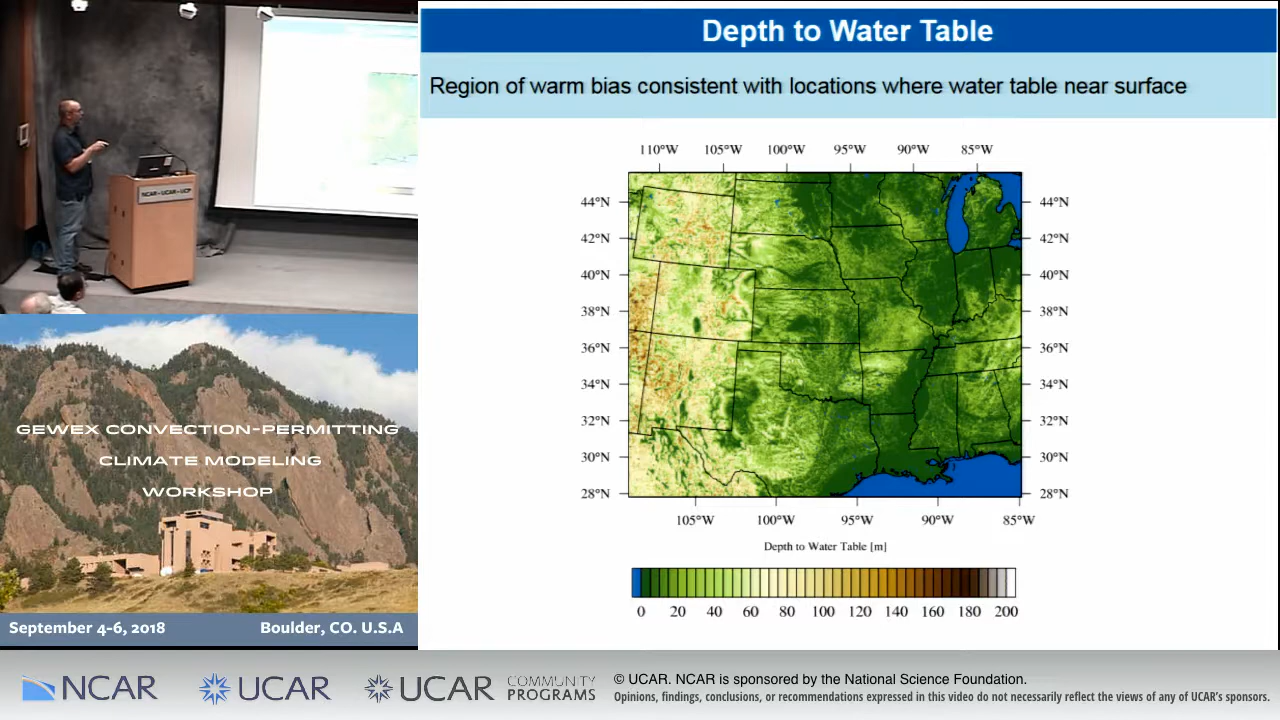 Depth to Water Table
Region of warm bias consistent with locations where water table near surface
110°W 105°W 100°W 95°W 90°W 85°W
44°N 44°N
42°N 42°N
40°N 40°N
38°N 38°N
36°N 36°N
34°N 34°N
32°N 32°N
30°N 30°N
28°N 28°N
105°W 100°W 95°W 90°W 85°W
Depth to Water Table [m]
0 20 40 60 80 100 120 140 160 180 200
NCAR • UCAR • UCP
GEWEX CONVECTION-PERMITTING
CLIMATE MODELING
WORKSHOP
September 4-6, 2018 Boulder, CO. U.S.A
NCAR UCAR UCAR COMMUNITY PROGRAMS
© UCAR. NCAR is sponsored by the National Science Foundation.
Opinions, findings, conclusions, or recommendations expressed in this video do not necessarily reflect the views of any of UCAR's sponsors.